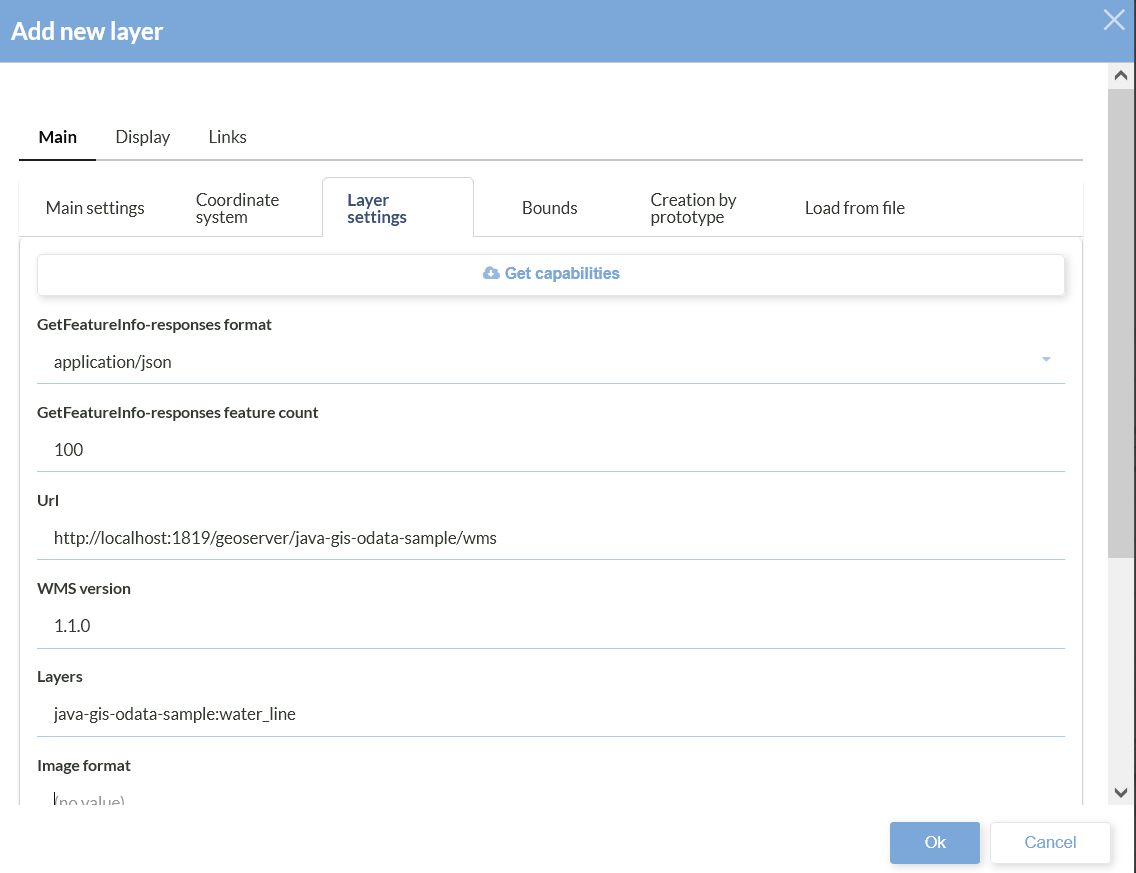 Add new layer
Main Display Links
Main settings Coordinate system Layer settings Bounds Creation by prototype Load from file
Get capabilities
GetFeatureInfo-responses format
application/json
GetFeatureInfo-responses feature count
100
Url
http://localhost:1819/geoserver/java-gis-odata-sample/wms
WMS version
1.1.0
Layers
java-gis-odata-sample:water_line
Image format
(no value)
Ok Cancel